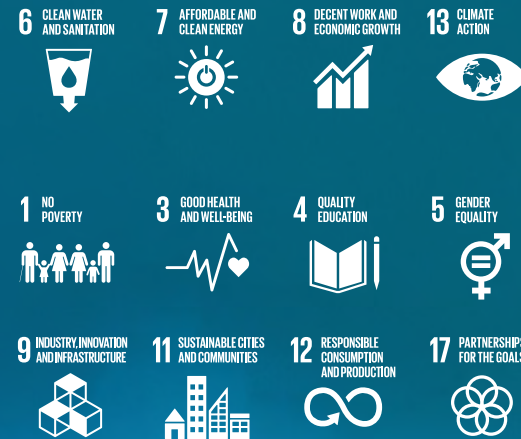 6 CLEAN WATER
AND SANITATION
7 AFFORDABLE AND
CLEAN ENERGY
8 DECENT WORK AND
ECONOMIC GROWTH
13 CLIMATE
ACTION
1 NO
POVERTY
3 GOOD HEALTH
AND WELL-BEING
4 QUALITY
EDUCATION
5 GENDER
EQUALITY
9 INDUSTRY, INNOVATION
AND INFRASTRUCTURE
11 SUSTAINABLE CITIES
AND COMMUNITIES
12 RESPONSIBLE
CONSUMPTION
AND PRODUCTION
17 PARTNERSHIPS
FOR THE GOALS